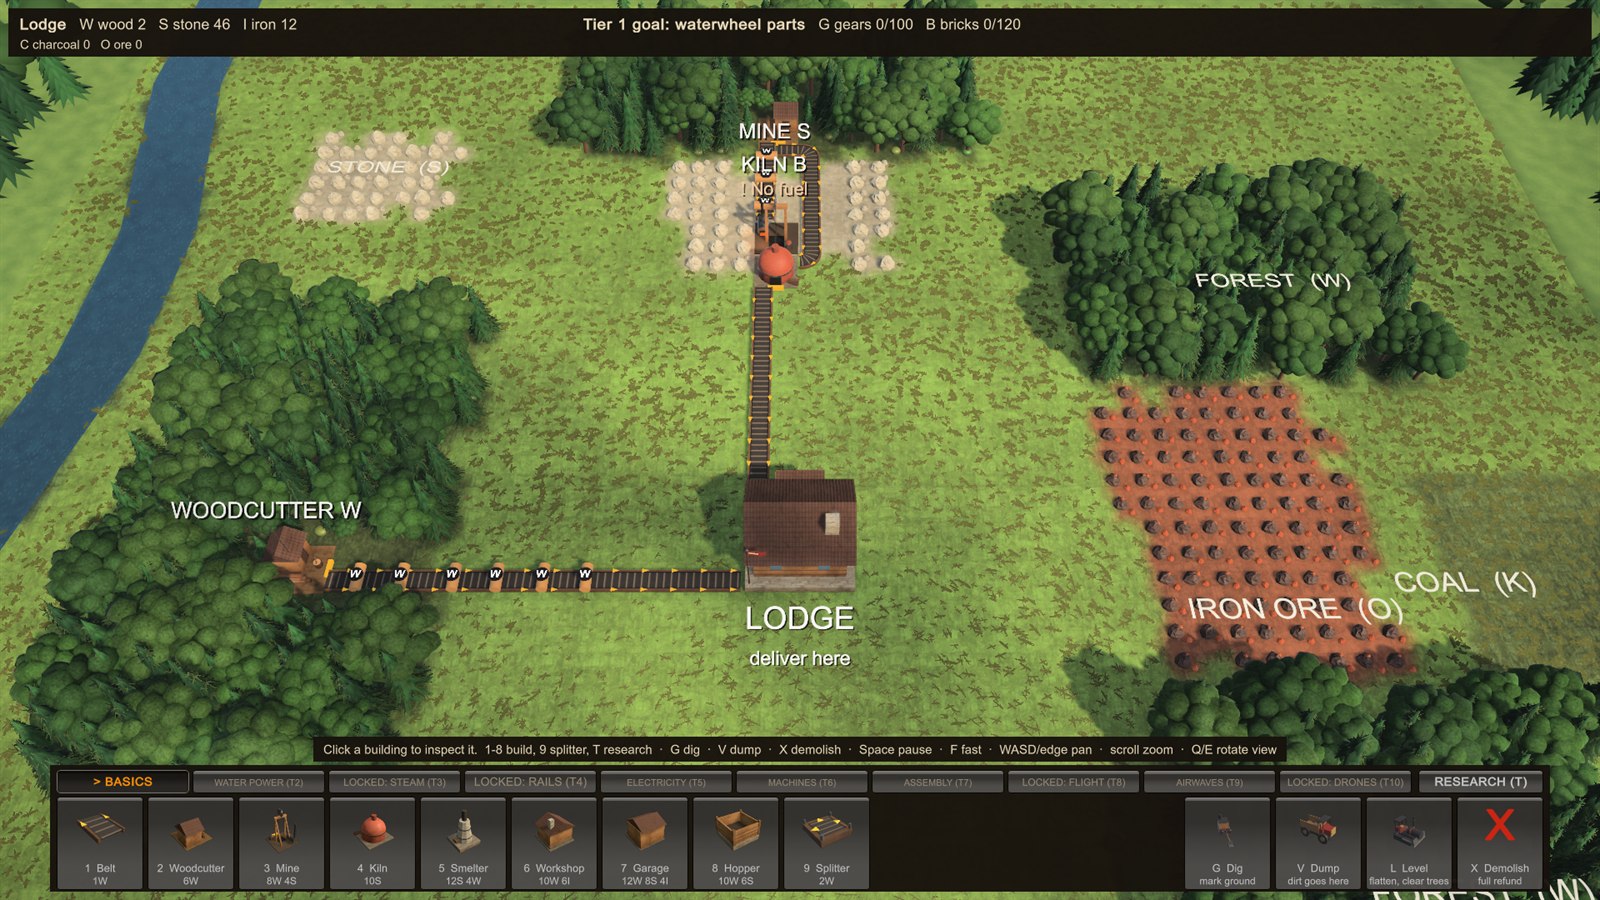 Lodge W wood 2 S stone 46 I iron 12
C charcoal 0 O ore 0
Tier 1 goal: waterwheel parts G gears 0/100 B bricks 0/120
MINE S
W
KILN B
W
! No fuel
W
STONE (S)
FOREST (W)
WOODCUTTER W
W W W W W W
LODGE
deliver here
COAL (K)
IRON ORE (O)
FOREST (W)
Click a building to inspect it. 1-8 build, 9 splitter, T research · G dig · V dump · X demolish · Space pause · F fast · WASD/edge pan · scroll zoom · Q/E rotate view
> BASICS
WATER POWER (T2)
LOCKED: STEAM (T3)
LOCKED: RAILS (T4)
ELECTRICITY (T5)
MACHINES (T6)
ASSEMBLY (T7)
LOCKED: FLIGHT (T8)
AIRWAVES (T9)
LOCKED: DRONES (T10)
RESEARCH (T)
1 Belt
1W
2 Woodcutter
6W
3 Mine
8W 4S
4 Kiln
10S
5 Smelter
12S 4W
6 Workshop
10W 6I
7 Garage
12W 8S 4I
8 Hopper
10W 6S
9 Splitter
2W
G Dig
mark ground
V Dump
dirt goes here
L Level
flatten, clear trees
X Demolish
full refund